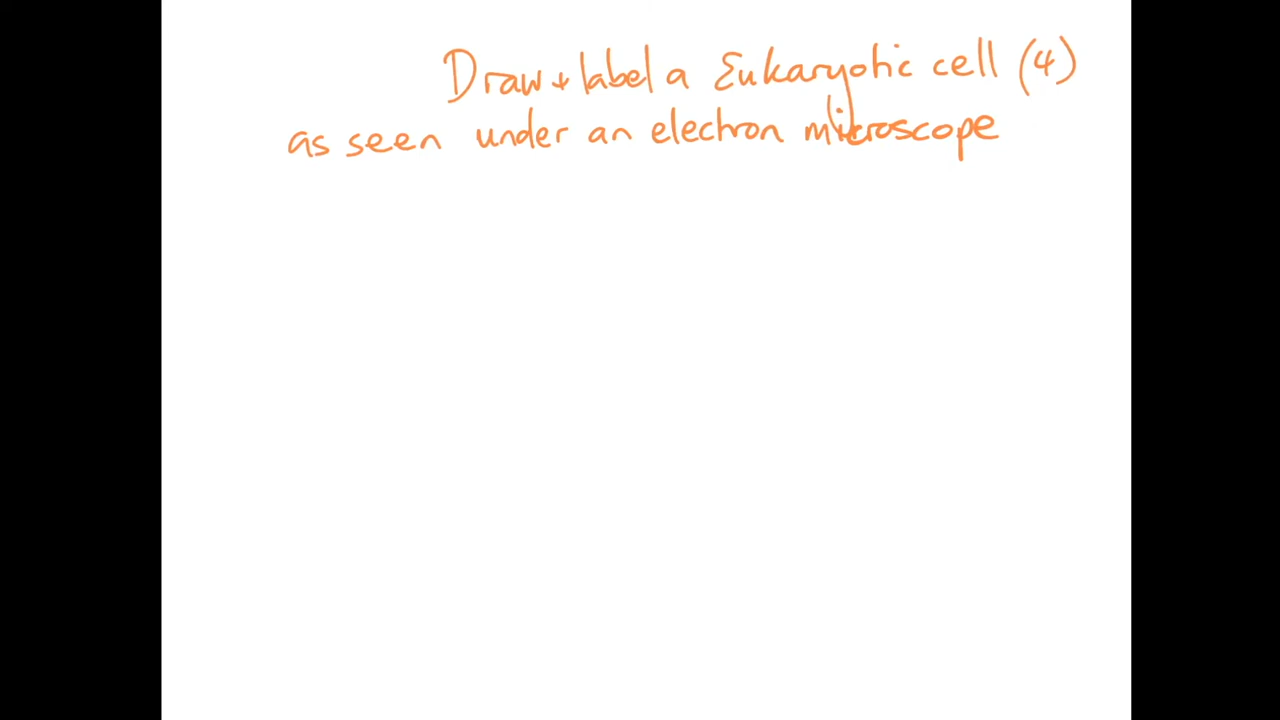 Draw + label a Eukaryotic cell (4)
as seen under an electron microscope